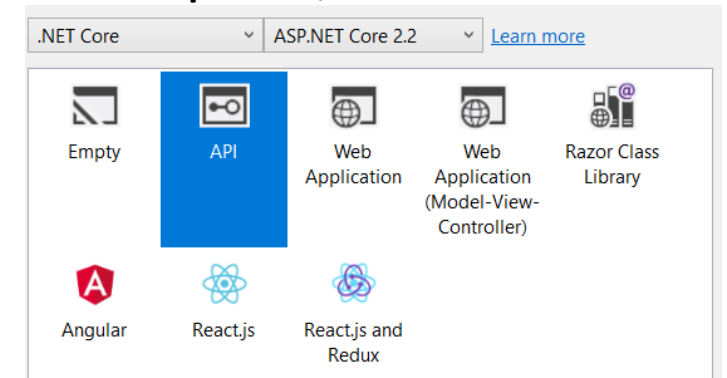 .NET Core
ASP.NET Core 2.2
Learn more
Empty
API
Web
Application
Web
Application
(Model-View-
Controller)
Razor Class
Library
Angular
React.js
React.js and
Redux